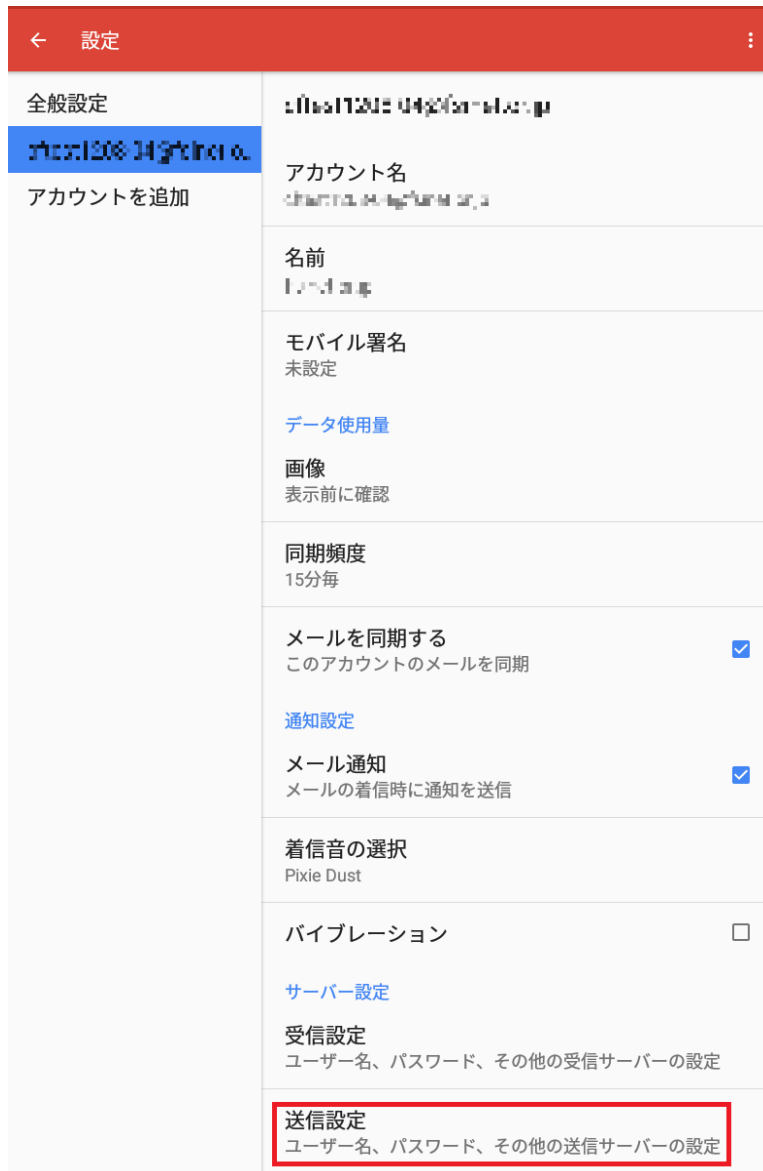 設定
全般設定
アカウントを追加
アカウント名
名前
モバイル署名
未設定
データ使用量
画像
表示前に確認
同期頻度
15分毎
メールを同期する
このアカウントのメールを同期
通知設定
メール通知
メールの着信時に通知を送信
着信音の選択
Pixie Dust
バイブレーション
サーバー設定
受信設定
ユーザー名、パスワード、その他の受信サーバーの設定
送信設定
ユーザー名、パスワード、その他の送信サーバーの設定